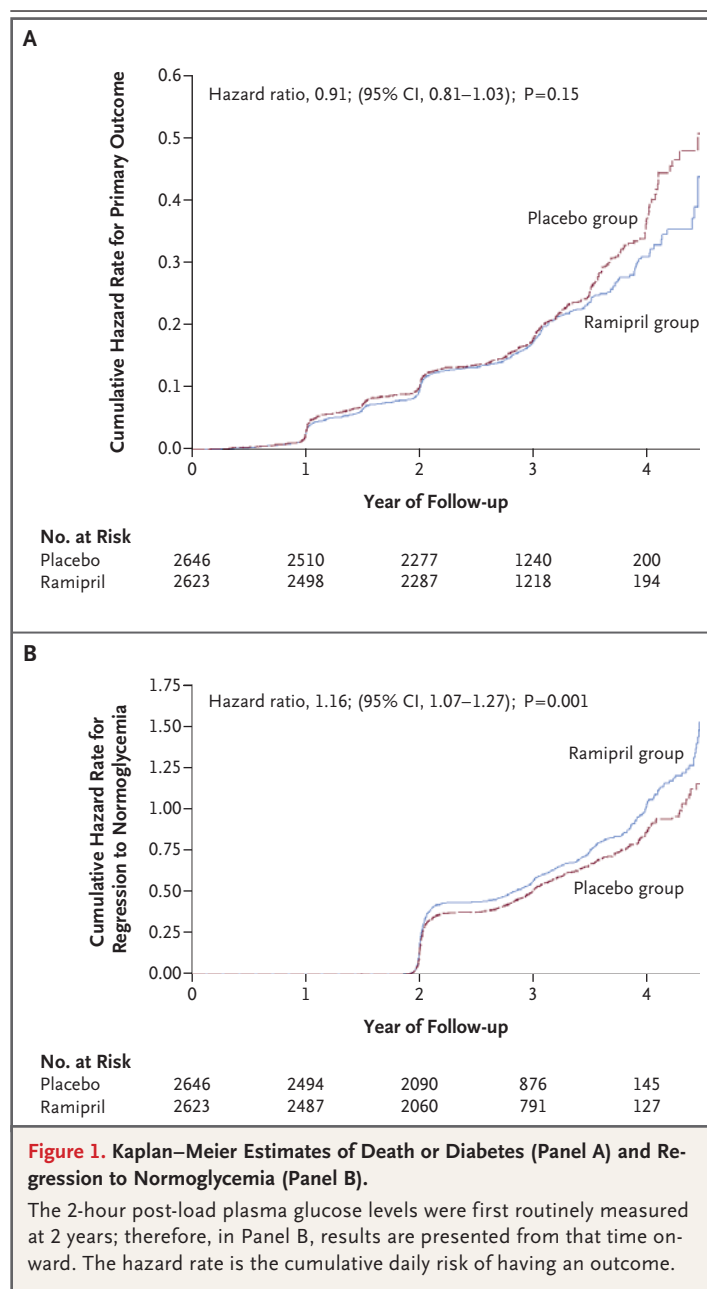 A
Cumulative Hazard Rate for Primary Outcome
0.6
0.5
0.4
0.3
0.2
0.1
0.0
Hazard ratio, 0.91; (95% CI, 0.81–1.03); P=0.15
Placebo group
Ramipril group
0 1 2 3 4
Year of Follow-up
No. at Risk
Placebo 2646 2510 2277 1240 200
Ramipril 2623 2498 2287 1218 194
B
Cumulative Hazard Rate for
Regression to Normoglycemia
1.75
1.50
1.25
1.00
0.75
0.50
0.25
0.00
Hazard ratio, 1.16; (95% CI, 1.07–1.27); P=0.001
Ramipril group
Placebo group
0 1 2 3 4
Year of Follow-up
No. at Risk
Placebo 2646 2494 2090 876 145
Ramipril 2623 2487 2060 791 127
Figure 1. Kaplan–Meier Estimates of Death or Diabetes (Panel A) and Re-
gression to Normoglycemia (Panel B).
The 2-hour post-load plasma glucose levels were first routinely measured
at 2 years; therefore, in Panel B, results are presented from that time on-
ward. The hazard rate is the cumulative daily risk of having an outcome.